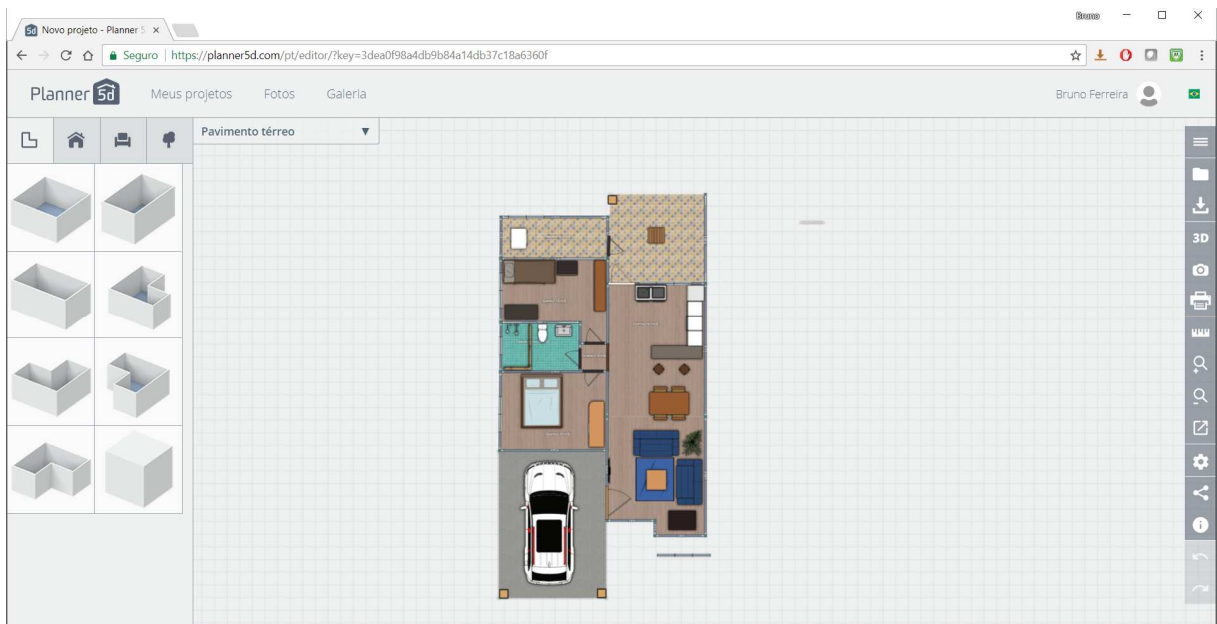 Bruno
Novo projeto - Planner 5
Seguro | https://planner5d.com/pt/editor/?key=3dea0f98a4db9b84a14db37c18a6360f
Planner 5d
Meus projetos
Fotos
Galeria
Bruno Ferreira
Pavimento térreo
3D